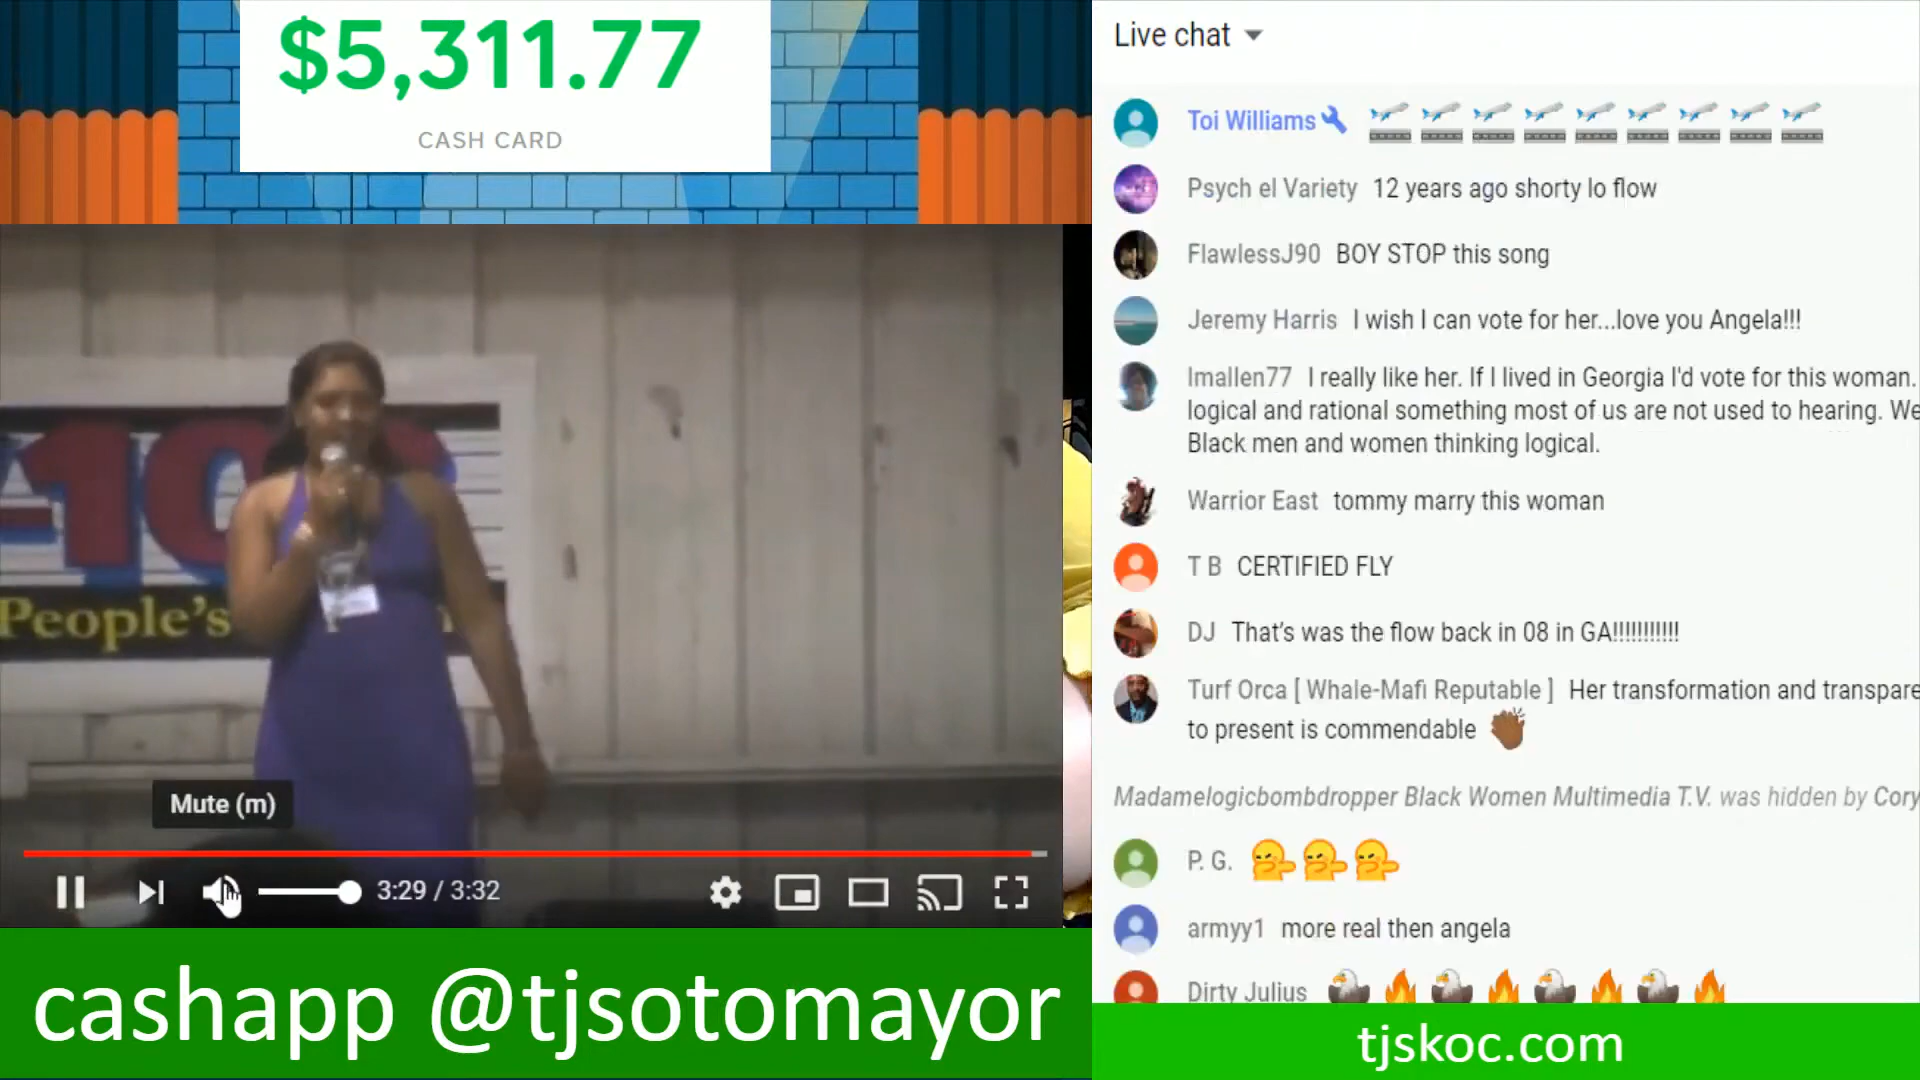 $5,311.77
CASH CARD
-10
People's
Mute (m)
3:29 / 3:32
cashapp @tjsotomayor
Live chat
Toi Williams
Psych el Variety 12 years ago shorty lo flow
FlawlessJ90 BOY STOP this song
Jeremy Harris I wish I can vote for her...love you Angela!!!
lmallen77 I really like her. If I lived in Georgia I'd vote for this woman.
logical and rational something most of us are not used to hearing. We
Black men and women thinking logical.
Warrior East tommy marry this woman
T B CERTIFIED FLY
DJ That's was the flow back in 08 in GA!!!!!!!!!!!
Turf Orca [ Whale-Mafi Reputable ] Her transformation and transpare
to present is commendable
Madamelogicbombdropper Black Women Multimedia T.V. was hidden by Cory
P. G.
armyy1 more real then angela
Dirty Julius
tjskoc.com